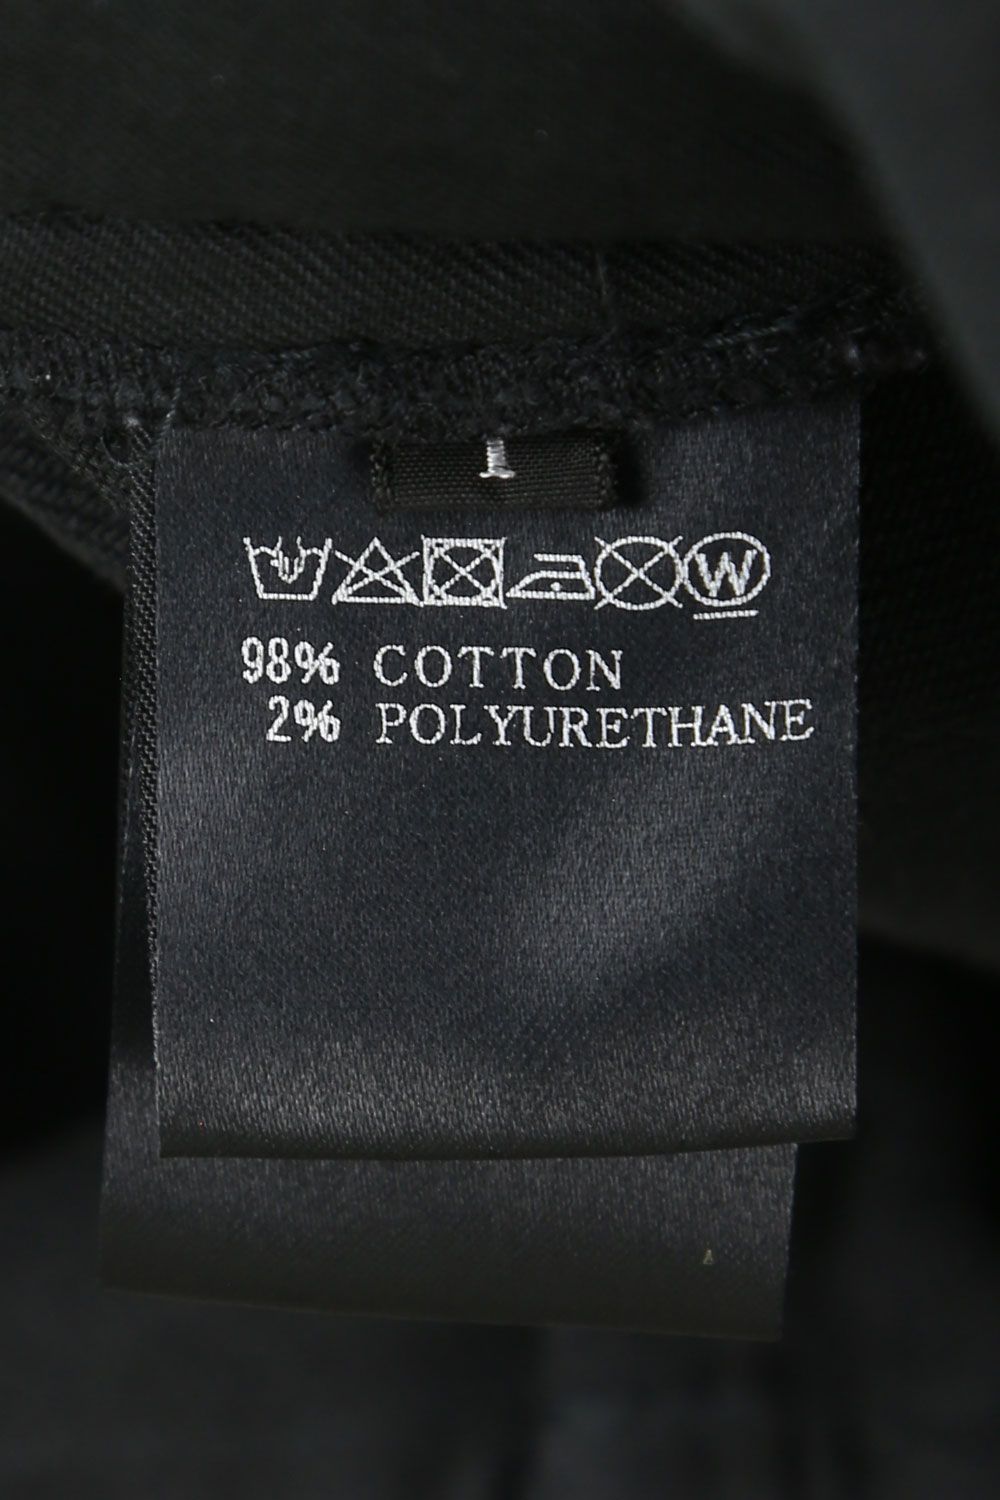 1
W
98% COTTON
2% POLYURETHANE